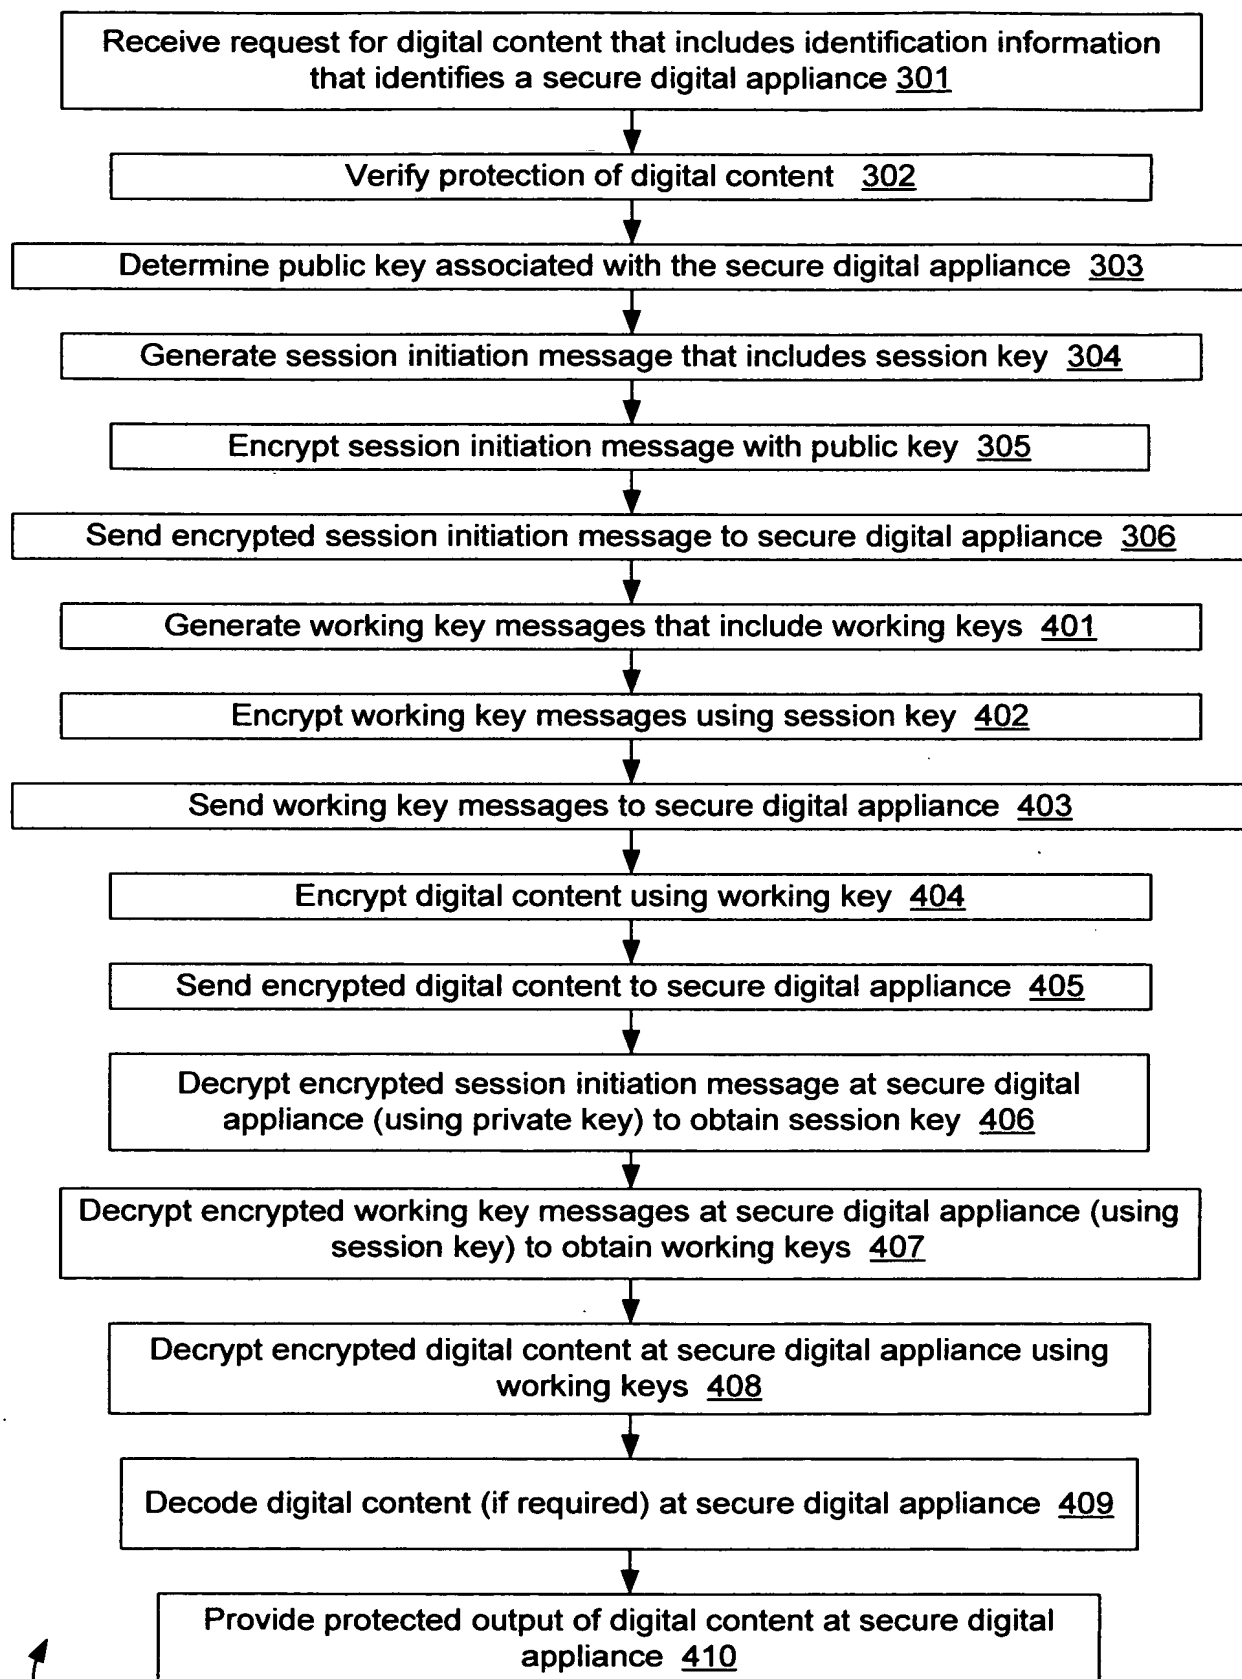 Receive request for digital content that includes identification information
that identifies a secure digital appliance 301
Verify protection of digital content 302
Determine public key associated with the secure digital appliance 303
Generate session initiation message that includes session key 304
Encrypt session initiation message with public key 305
Send encrypted session initiation message to secure digital appliance 306
Generate working key messages that include working keys 401
Encrypt working key messages using session key 402
Send working key messages to secure digital appliance 403
Encrypt digital content using working key 404
Send encrypted digital content to secure digital appliance 405
Decrypt encrypted session initiation message at secure digital
appliance (using private key) to obtain session key 406
Decrypt encrypted working key messages at secure digital appliance (using
session key) to obtain working keys 407
Decrypt encrypted digital content at secure digital appliance using
working keys 408
Decode digital content (if required) at secure digital appliance 409
Provide protected output of digital content at secure digital
appliance 410